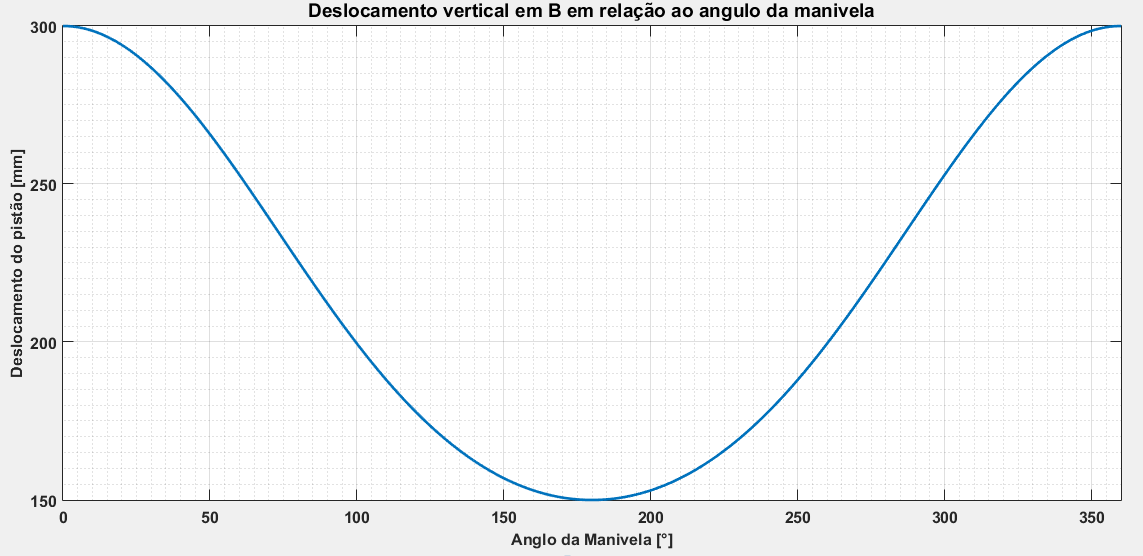 Deslocamento vertical em B em relação ao angulo da manivela
300
250
200
150
Deslocamento do pistão [mm]
0 50 100 150 200 250 300 350
Anglo da Manivela [°]